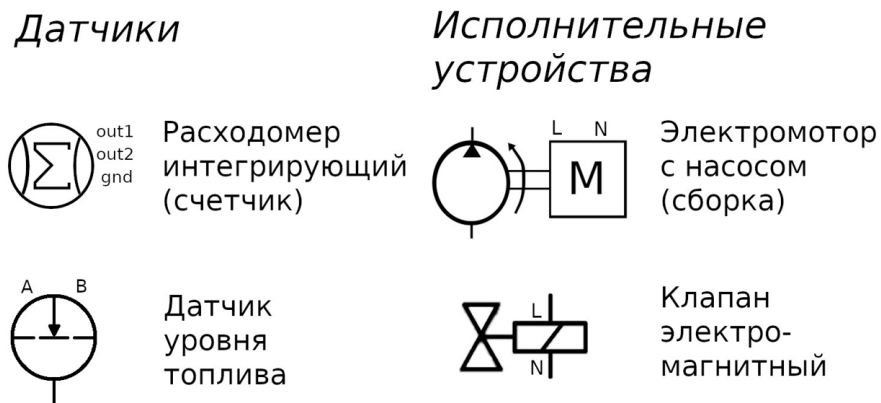 Датчики
out1
out2
gnd
Расходомер
интегрирующий
(счетчик)
A B
Датчик
уровня
топлива
Исполнительные
устройства
L N
M
Электромотор
с насосом
(сборка)
L
N
Клапан
электро-
магнитный